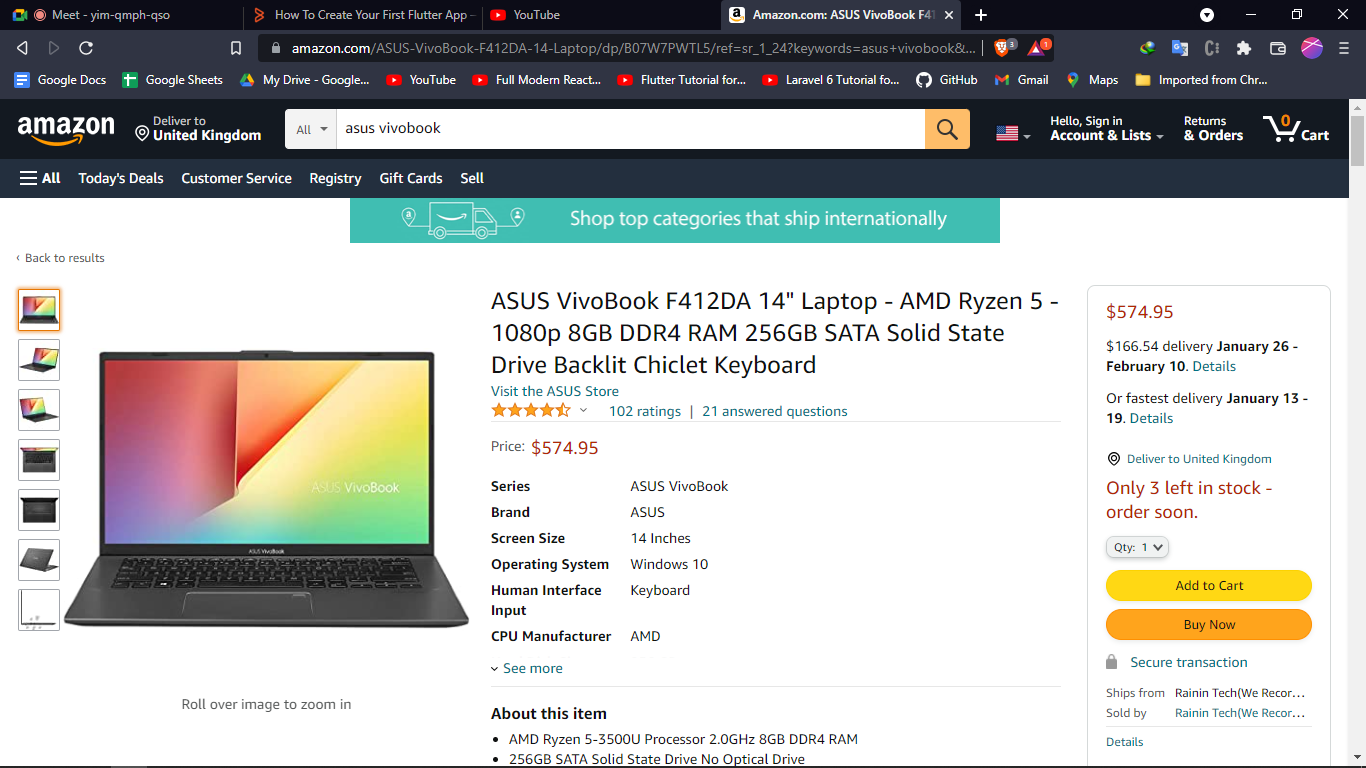 Meet - yim-qmph-qso
How To Create Your First Flutter App -
YouTube
Amazon.com: ASUS VivoBook F41
amazon.com/ASUS-VivoBook-F412DA-14-Laptop/dp/B07W7PWTL5/ref=sr_1_24?keywords=asus+vivobook&...
3
1
Google Docs
Google Sheets
My Drive - Google...
YouTube
Full Modern React...
Flutter Tutorial for...
Laravel 6 Tutorial fo...
GitHub
Gmail
Maps
Imported from Chr...
amazon
Deliver to
United Kingdom
All
asus vivobook
Hello, Sign in
Account & Lists
Returns
& Orders
0
Cart
All
Today's Deals
Customer Service
Registry
Gift Cards
Sell
Shop top categories that ship internationally
‹ Back to results
ASUS VivoBook F412DA 14" Laptop - AMD Ryzen 5 -
1080p 8GB DDR4 RAM 256GB SATA Solid State
Drive Backlit Chiclet Keyboard
Visit the ASUS Store
102 ratings | 21 answered questions
Price: $574.95
Series ASUS VivoBook
Brand ASUS
Screen Size 14 Inches
Operating System Windows 10
Human Interface Keyboard
Input
CPU Manufacturer AMD
See more
About this item
• AMD Ryzen 5-3500U Processor 2.0GHz 8GB DDR4 RAM
• 256GB SATA Solid State Drive No Optical Drive
ASUS VivoBook
ASUS VivoBook
Roll over image to zoom in
$574.95
$166.54 delivery January 26 -
February 10. Details
Or fastest delivery January 13 -
19. Details
Deliver to United Kingdom
Only 3 left in stock -
order soon.
Qty: 1
Add to Cart
Buy Now
Secure transaction
Ships from Rainin Tech(We Recor...
Sold by Rainin Tech(We Recor...
Details